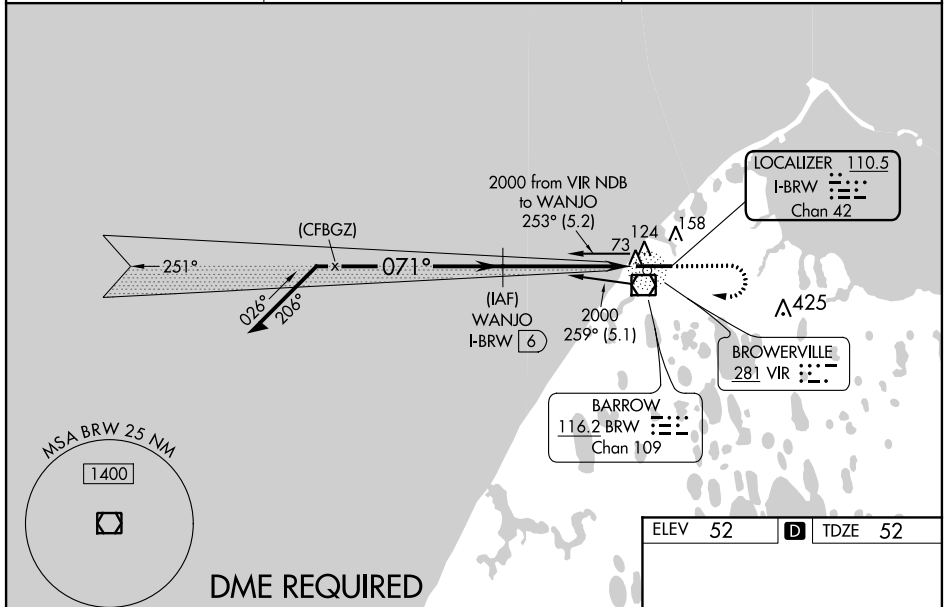 LOCALIZER 110.5
I-BRW
Chan 42
2000 from VIR NDB
to WANJO
253° (5.2)
158
124
73
(CFBGZ)
251°
071°
026°
206°
(IAF)
WANJO
I-BRW 6
2000
259° (5.1)
425
BROWERVILLE
281 VIR
BARROW
116.2 BRW
Chan 109
MSA BRW 25 NM
1400
ELEV 52 D TDZE 52
DME REQUIRED